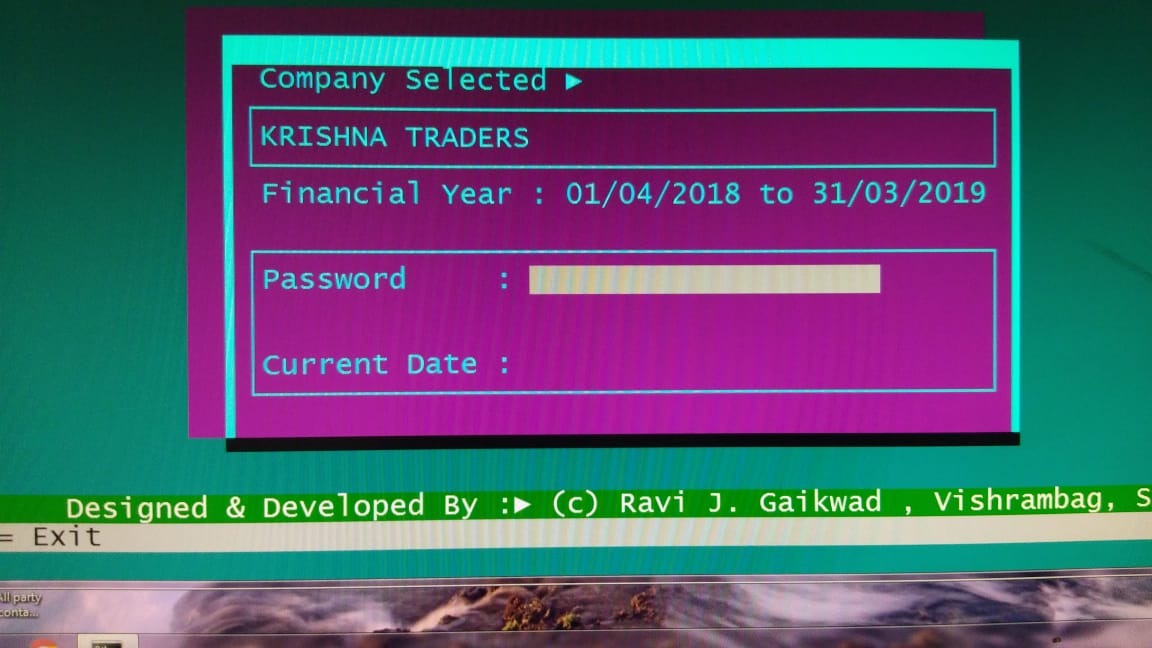 Company Selected ►
KRISHNA TRADERS
Financial Year : 01/04/2018 to 31/03/2019
Password :
Current Date :
Designed & Developed By :► (c) Ravi J. Gaikwad , Vishrambag, S
= Exit
All party
conta...